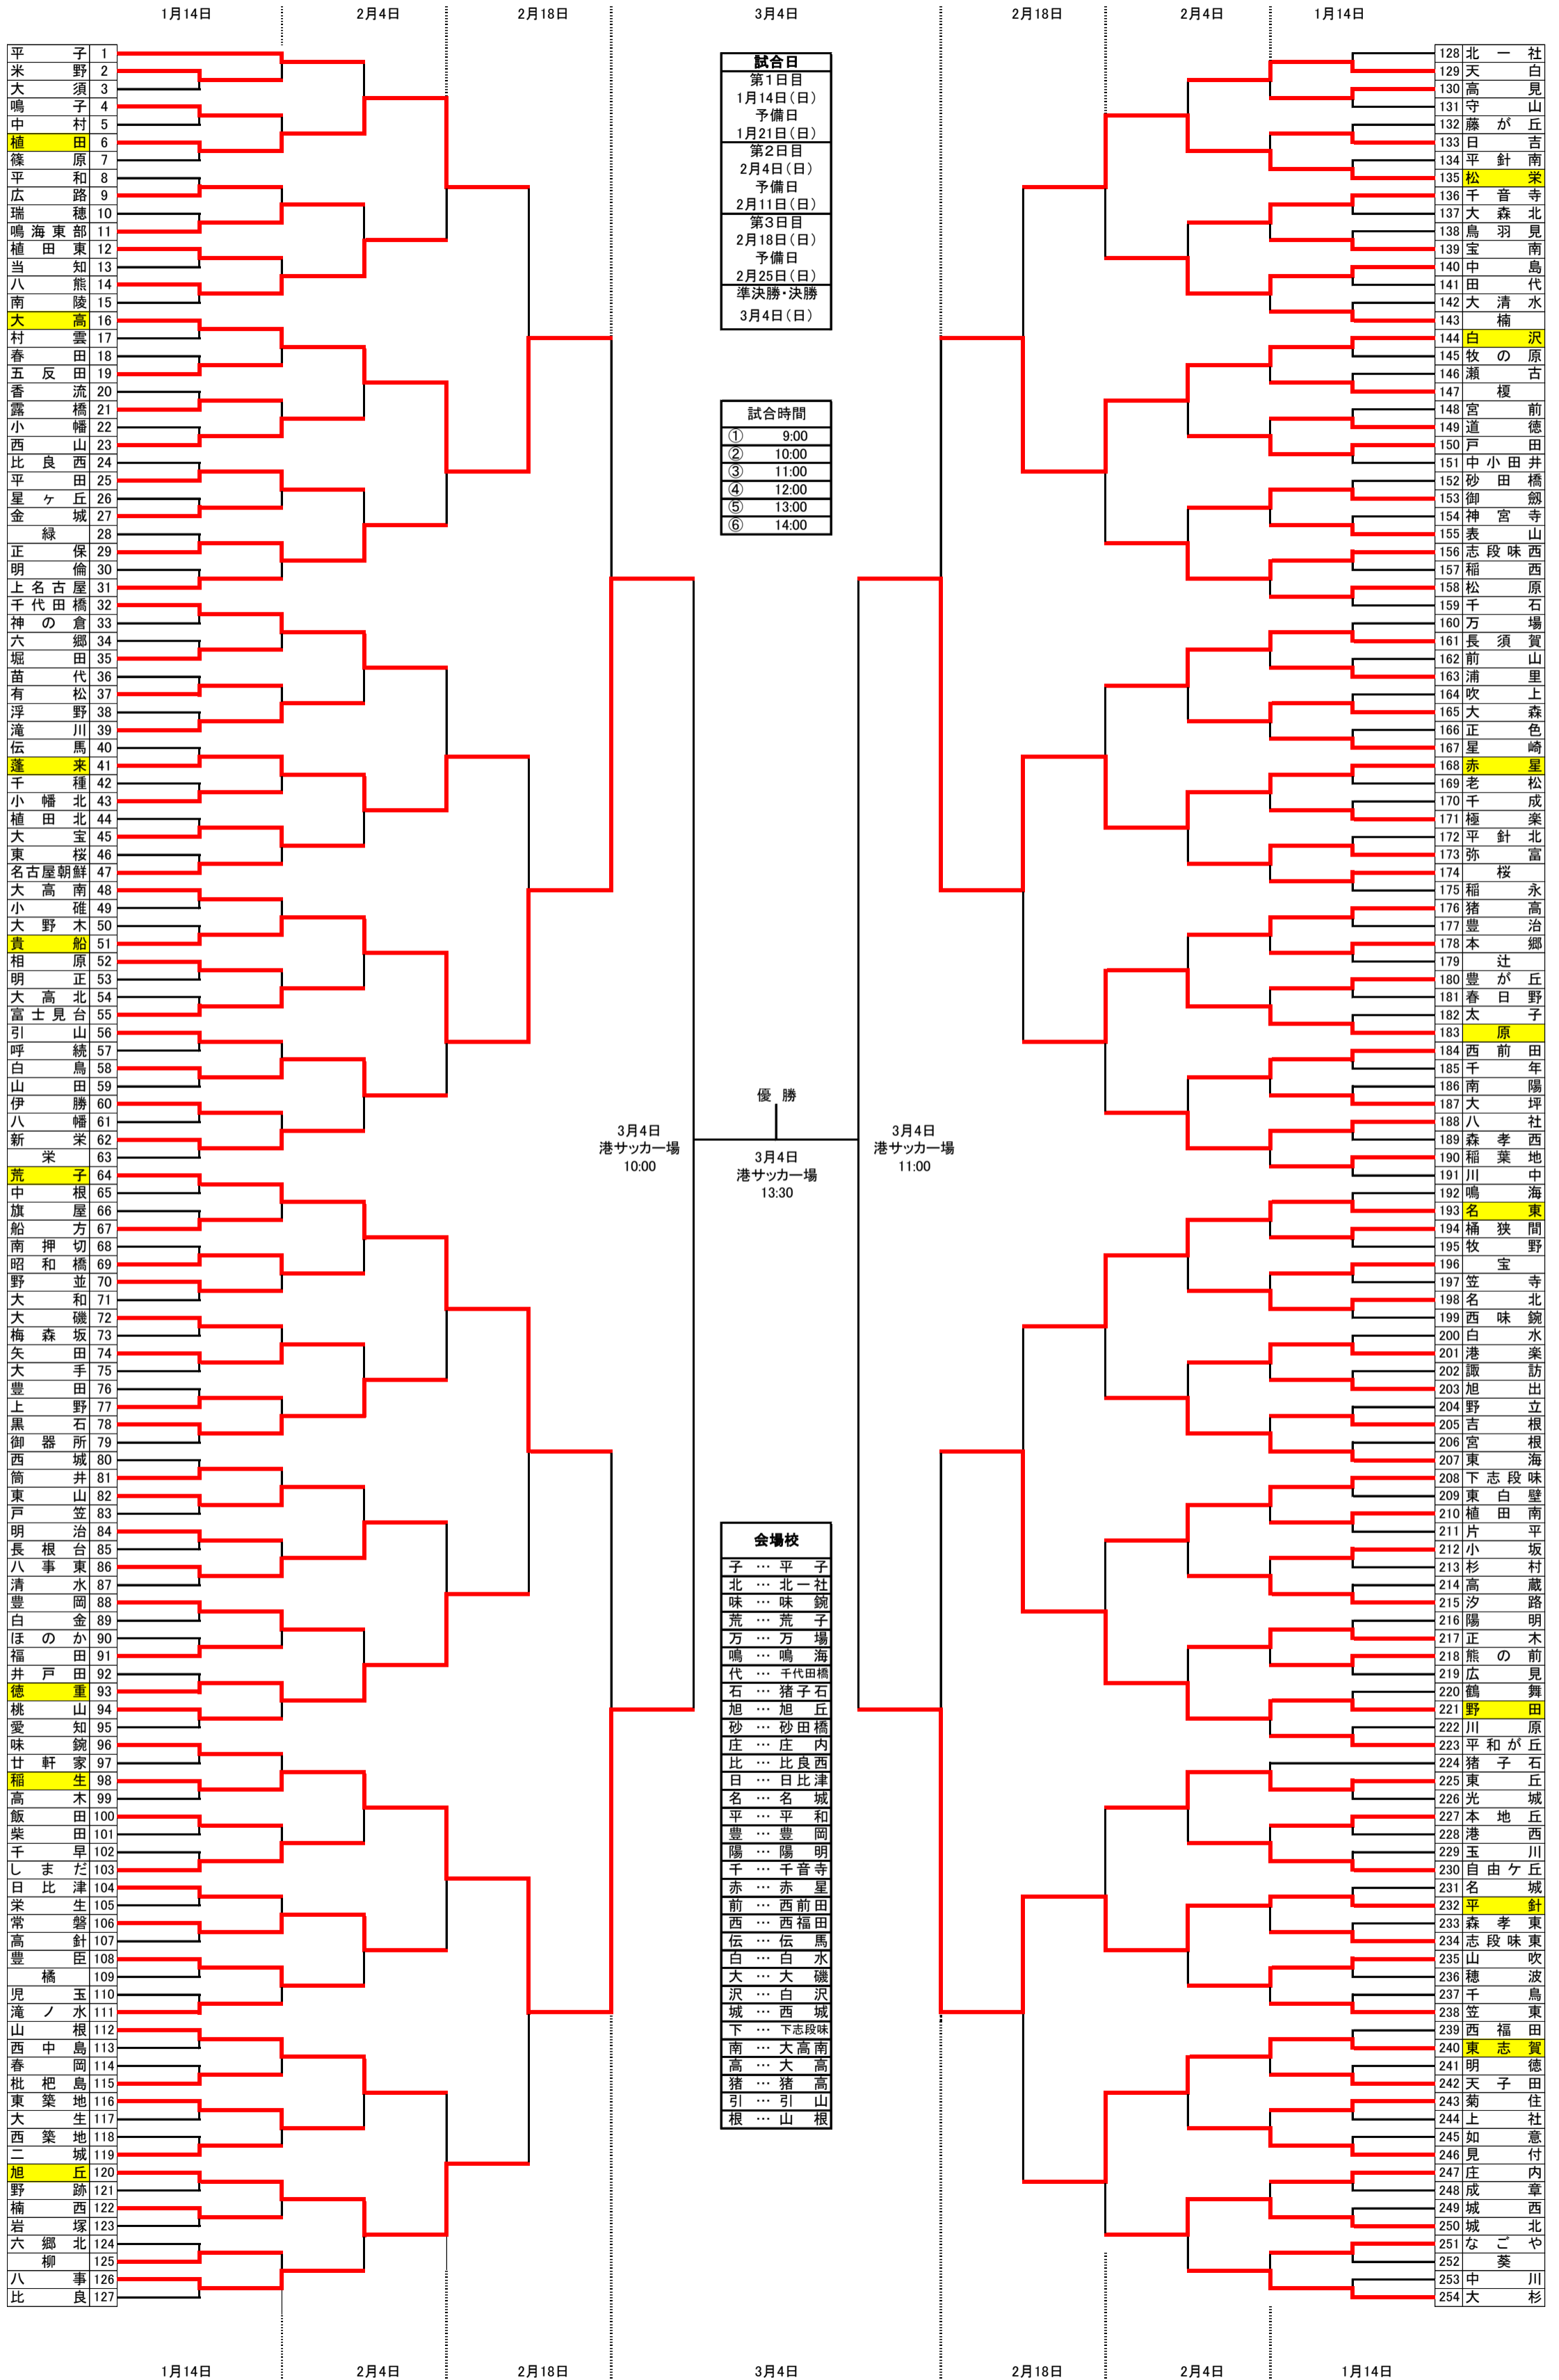 1月14日 2月4日 2月18日 3月4日 2月18日 2月4日 1月14日
平子 1
米野 2
大須 3
鳴子 4
中村 5
植田 6
篠原 7
平和 8
広路 9
瑞穂 10
鳴海東部 11
植田東 12
当知 13
八熊 14
南陵 15
大高 16
村雲 17
春田 18
五反田 19
香流 20
露橋 21
小幡 22
西山 23
比良西 24
平田 25
星ヶ丘 26
金城 27
緑 28
正保 29
明倫 30
上名古屋 31
千代田橋 32
神の倉 33
六郷 34
堀田 35
苗代 36
有松 37
浮野 38
滝川 39
伝馬 40
蓬来 41
千種 42
小幡北 43
植田北 44
大宝 45
東桜 46
名古屋朝鮮 47
大高南 48
小碓 49
大野木 50
貴船 51
相原 52
明正 53
大高北 54
富士見台 55
引山 56
呼続 57
白鳥 58
山田 59
伊勝 60
八幡 61
新栄 62
栄 63
荒子 64
中根 65
旗屋 66
船方 67
南押切 68
昭和橋 69
野並 70
大和 71
大磯 72
梅森坂 73
矢田 74
大手 75
豊田 76
上野 77
黒石 78
御器所 79
西城 80
筒井 81
東山 82
戸笠 83
明治 84
長根台 85
八事東 86
清水 87
豊岡 88
白金 89
ほのか 90
福田 91
井戸田 92
徳重 93
桃山 94
愛知 95
味鋺 96
廿軒家 97
稲生 98
高木 99
飯田 100
柴田 101
千早 102
しまだ 103
日比津 104
栄生 105
常磐 106
高針 107
豊臣 108
橘 109
児玉 110
滝ノ水 111
山根 112
西中島 113
春岡 114
枇杷島 115
東築地 116
大生 117
西築地 118
二城 119
旭丘 120
野跡 121
楠西 122
岩塚 123
六郷北 124
柳 125
八事 126
比良 127
試合日
第1日目
1月14日(日)
予備日
1月21日(日)
第2日目
2月4日(日)
予備日
2月11日(日)
第3日目
2月18日(日)
予備日
2月25日(日)
準決勝・決勝
3月4日(日)
試合時間
① 9:00
② 10:00
③ 11:00
④ 12:00
⑤ 13:00
⑥ 14:00
優勝
3月4日
港サッカー場
10:00
3月4日
港サッカー場
13:30
3月4日
港サッカー場
11:00
会場校
子 … 平子
北 … 北一社
味 … 味鋺
荒 … 荒子
万 … 万場
鳴 … 鳴海
代 … 千代田橋
石 … 猪子石
旭 … 旭丘
砂 … 砂田橋
庄 … 庄内
比 … 比良西
日 … 日比津
名 … 名城
平 … 平和
豊 … 豊岡
陽 … 陽明
千 … 千音寺
赤 … 赤星
前 … 西前田
西 … 西福田
伝 … 伝馬
白 … 白水
大 … 大磯
沢 … 白沢
城 … 西城
下 … 下志段味
南 … 大高南
高 … 大高
猪 … 猪高
引 … 引山
根 … 山根
128 北一社
129 天白
130 高見
131 守山
132 藤が丘
133 日吉
134 平針南
135 松栄
136 千音寺
137 大森北
138 鳥羽見
139 宝南
140 中島
141 田代
142 大清水
143 楠
144 白沢
145 牧の原
146 瀬古
147 榎
148 宮前
149 道徳
150 戸田
151 中小田井
152 砂田橋
153 御劔
154 神宮寺
155 表山
156 志段味西
157 稲西
158 松原
159 千石
160 万場
161 長須賀
162 前山
163 浦里
164 吹上
165 大森
166 正色
167 星崎
168 赤星
169 老松
170 千成
171 極楽
172 平針北
173 弥富
174 桜
175 稲永
176 猪高
177 豊治
178 本郷
179 辻
180 豊が丘
181 春日野
182 太子
183 原
184 西前田
185 千年
186 南陽
187 大坪
188 八社
189 森孝西
190 稲葉地
191 川中
192 鳴海
193 名東
194 桶狭間
195 牧野
196 宝
197 笠寺
198 名北
199 西味鋺
200 白水
201 港楽
202 諏訪
203 旭出
204 野立
205 吉根
206 宮根
207 東海
208 下志段味
209 東白壁
210 植田南
211 片平
212 小坂
213 杉村
214 高蔵
215 汐路
216 陽明
217 正木
218 熊の前
219 広見
220 鶴舞
221 野田
222 川原
223 平和が丘
224 猪子石
225 東丘
226 光城
227 本地丘
228 港西
229 玉川
230 自由ケ丘
231 名城
232 平針
233 森孝東
234 志段味東
235 山吹
236 穂波
237 千鳥
238 笠東
239 西福田
240 東志賀
241 明徳
242 天子田
243 菊住
244 上社
245 如意
246 見付
247 庄内
248 成章
249 城西
250 城北
251 なごや
252 葵
253 中川
254 大杉
1月14日 2月4日 2月18日 3月4日 2月18日 2月4日 1月14日